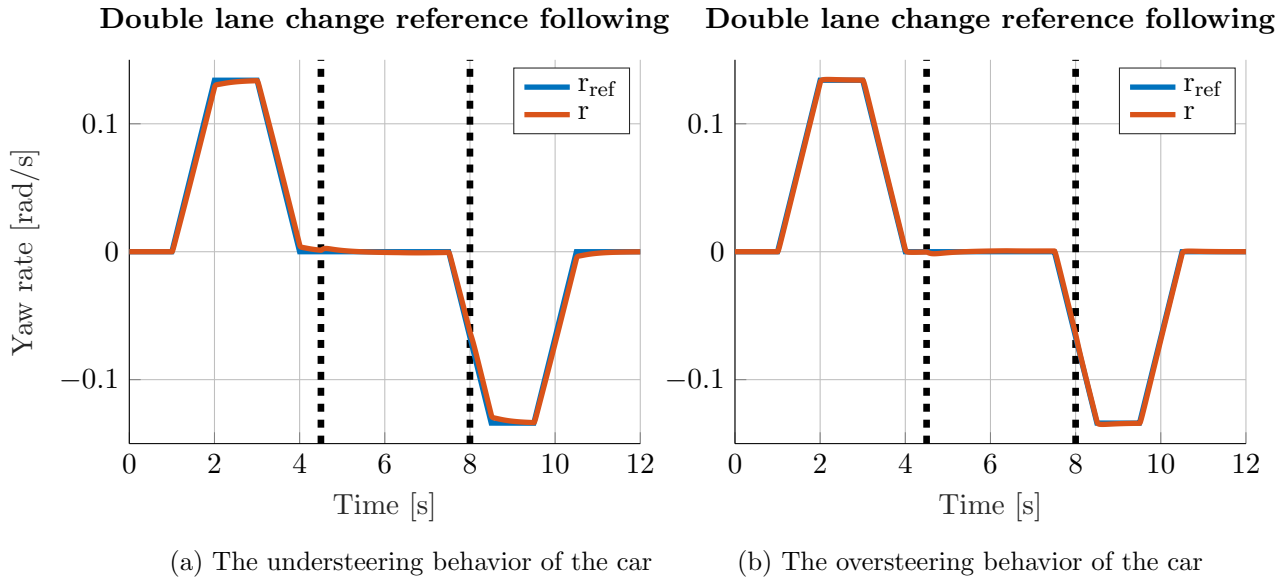 Double lane change reference following
r_ref
r
0.1
0
−0.1
Yaw rate [rad/s]
0 2 4 6 8 10 12
Time [s]
(a) The understeering behavior of the car
Double lane change reference following
r_ref
r
0.1
0
−0.1
0 2 4 6 8 10 12
Time [s]
(b) The oversteering behavior of the car